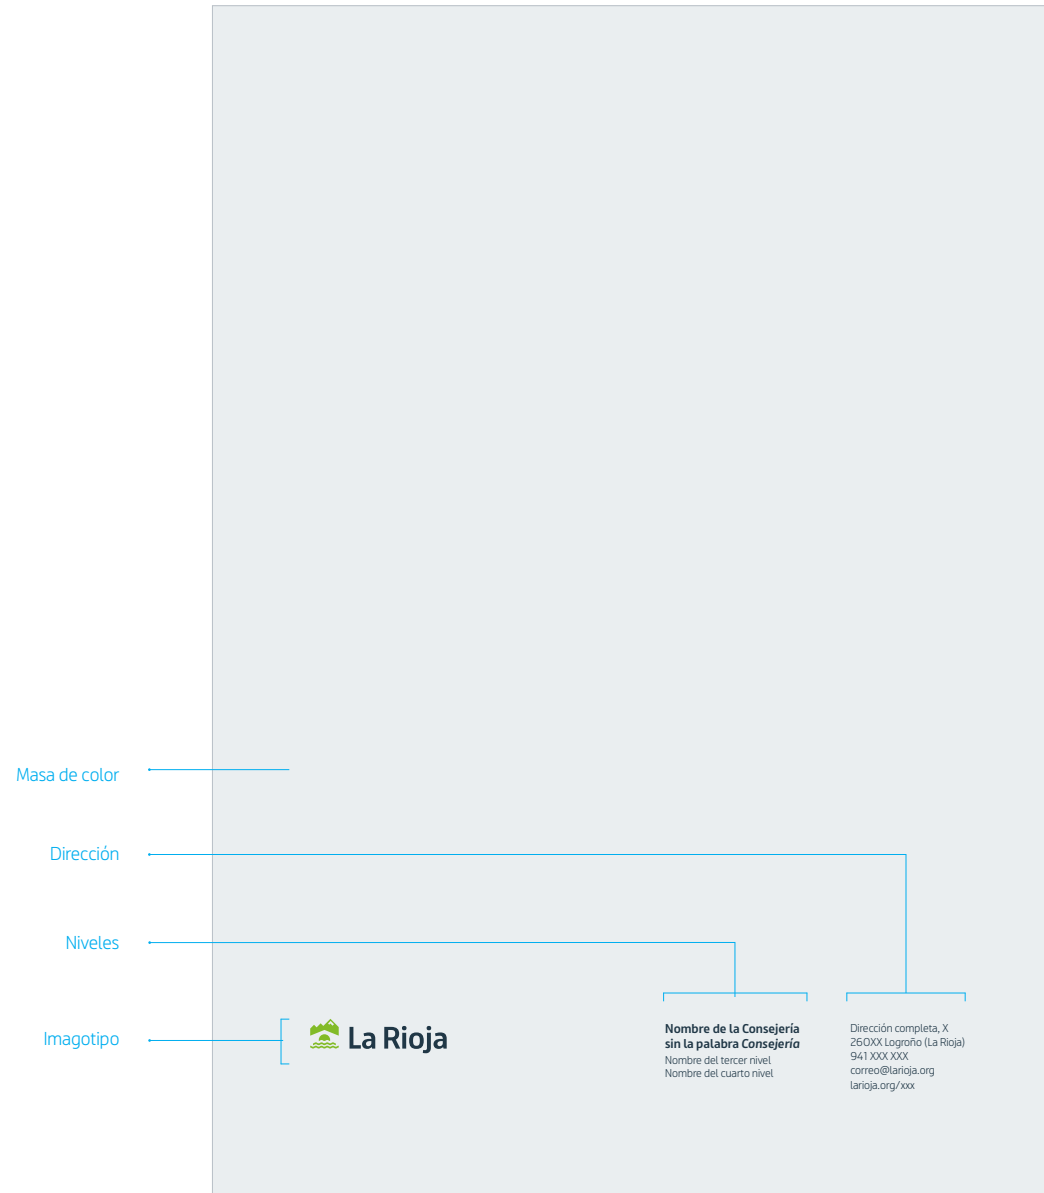 Masa de color
Dirección
Niveles
Imagotipo
La Rioja
Nombre de la Consejería
sin la palabra Consejería
Nombre del tercer nivel
Nombre del cuarto nivel
Dirección completa, X
260XX Logroño (La Rioja)
941 XXX XXX
correo@larioja.org
larioja.org/xxx